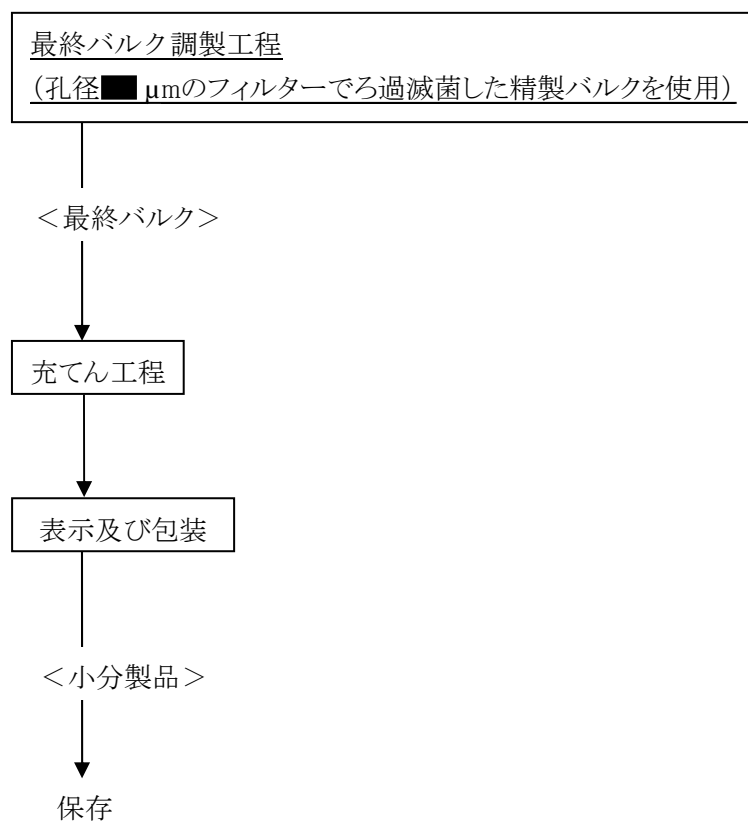 最終バルク調製工程
（孔径 μmのフィルターでろ過滅菌した精製バルクを使用）
＜最終バルク＞
充てん工程
表示及び包装
＜小分製品＞
保存